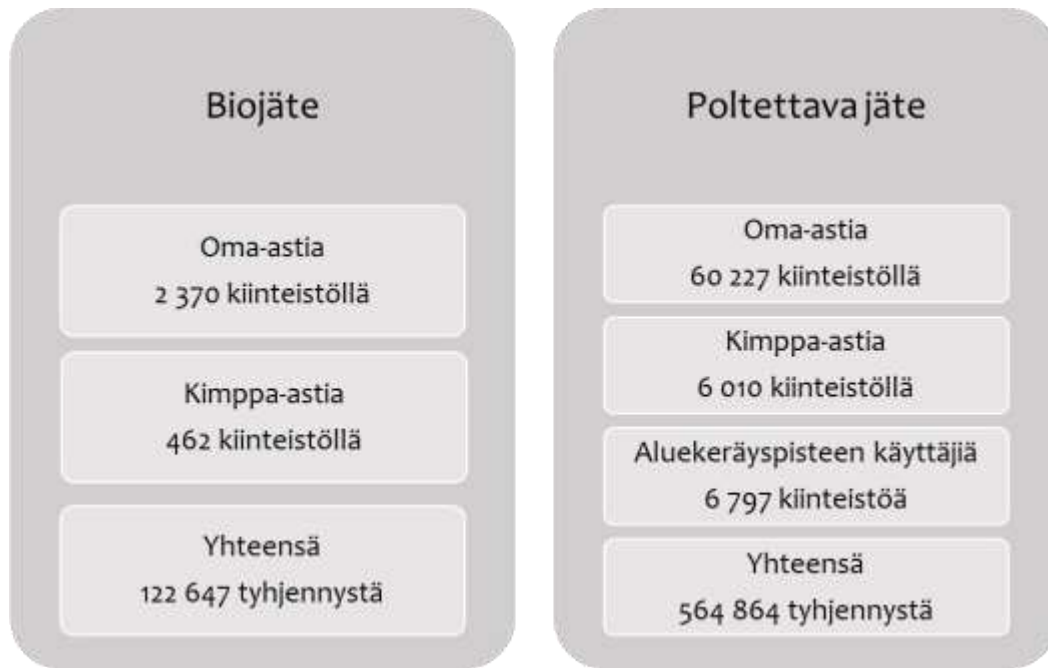 Biojäte
Oma-astia
2 370 kiinteistöllä
Kimppa-astia
462 kiinteistöllä
Yhteensä
122 647 tyhjennystä
Poltettava jäte
Oma-astia
60 227 kiinteistöllä
Kimppa-astia
6 010 kiinteistöllä
Aluekeräyspisteen käyttäjiä
6 797 kiinteistöä
Yhteensä
564 864 tyhjennystä